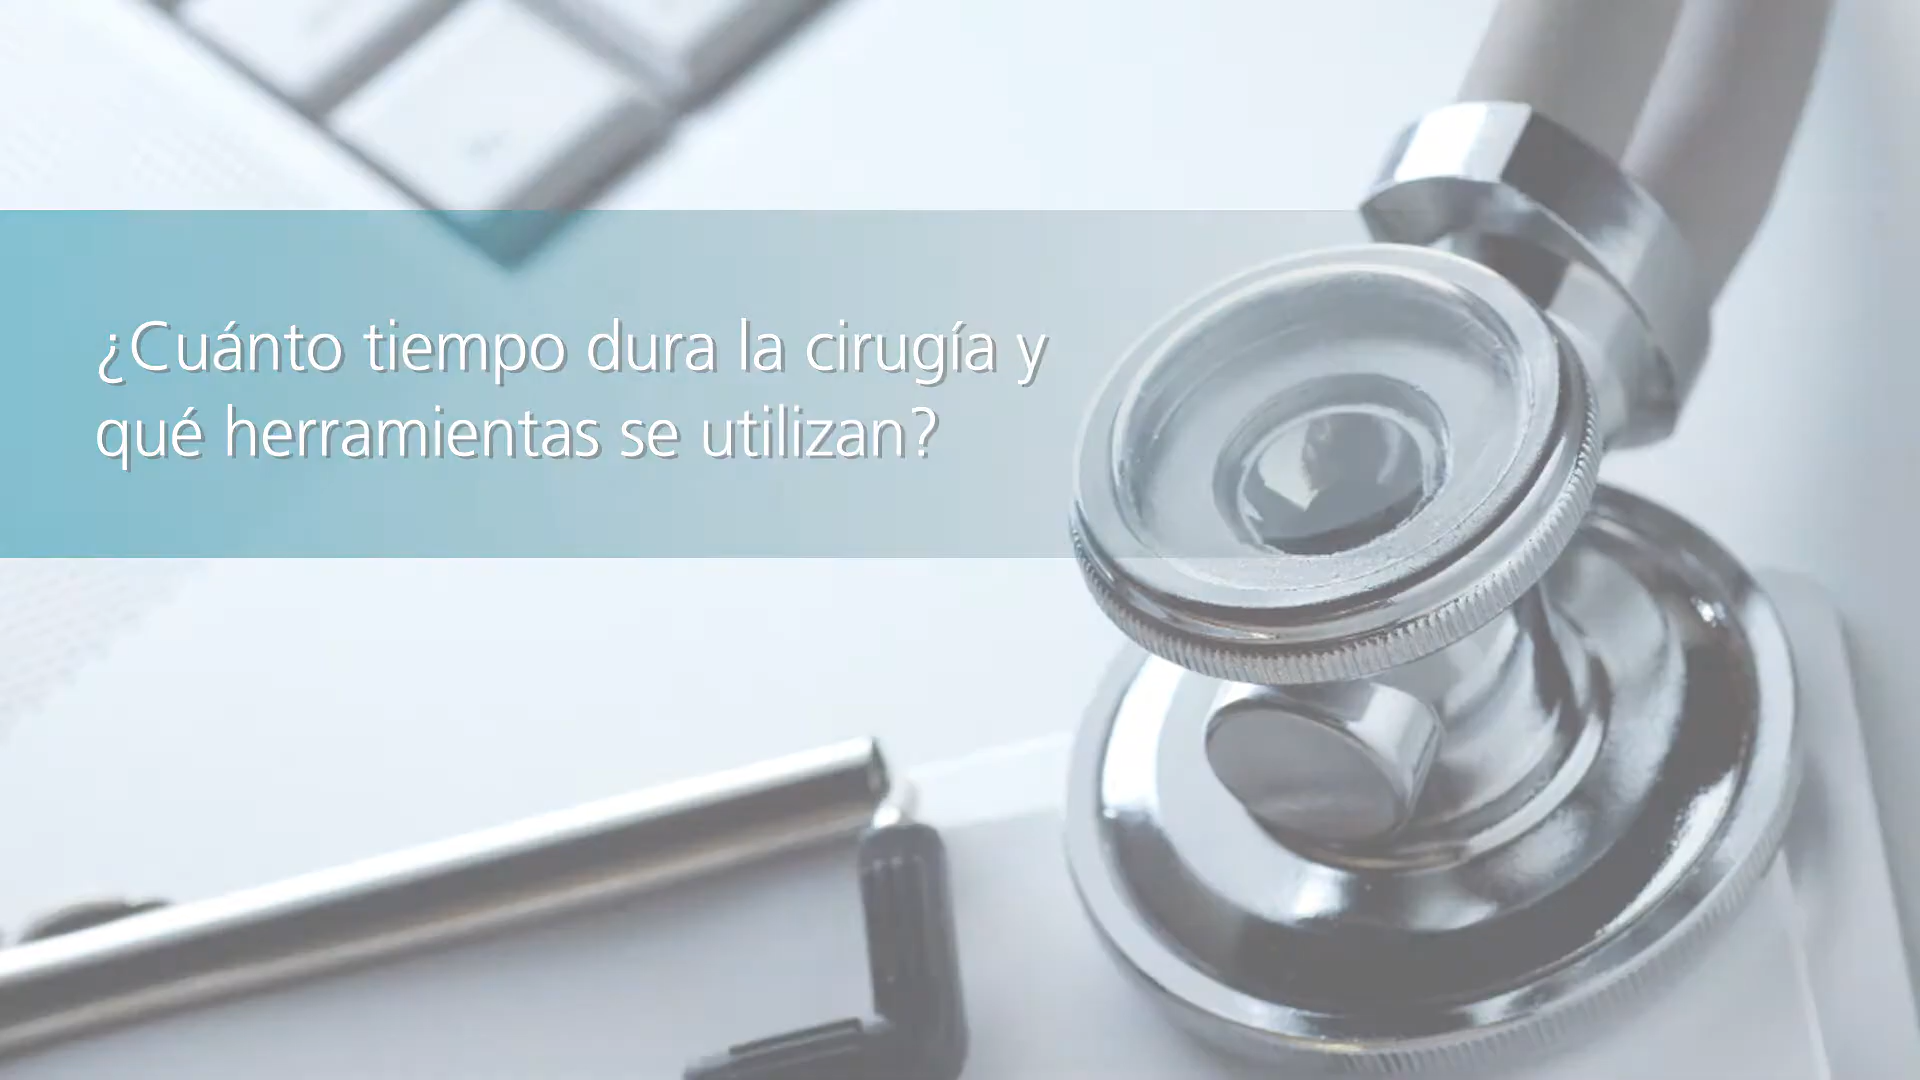 ¿Cuánto tiempo dura la cirugía y
qué herramientas se utilizan?